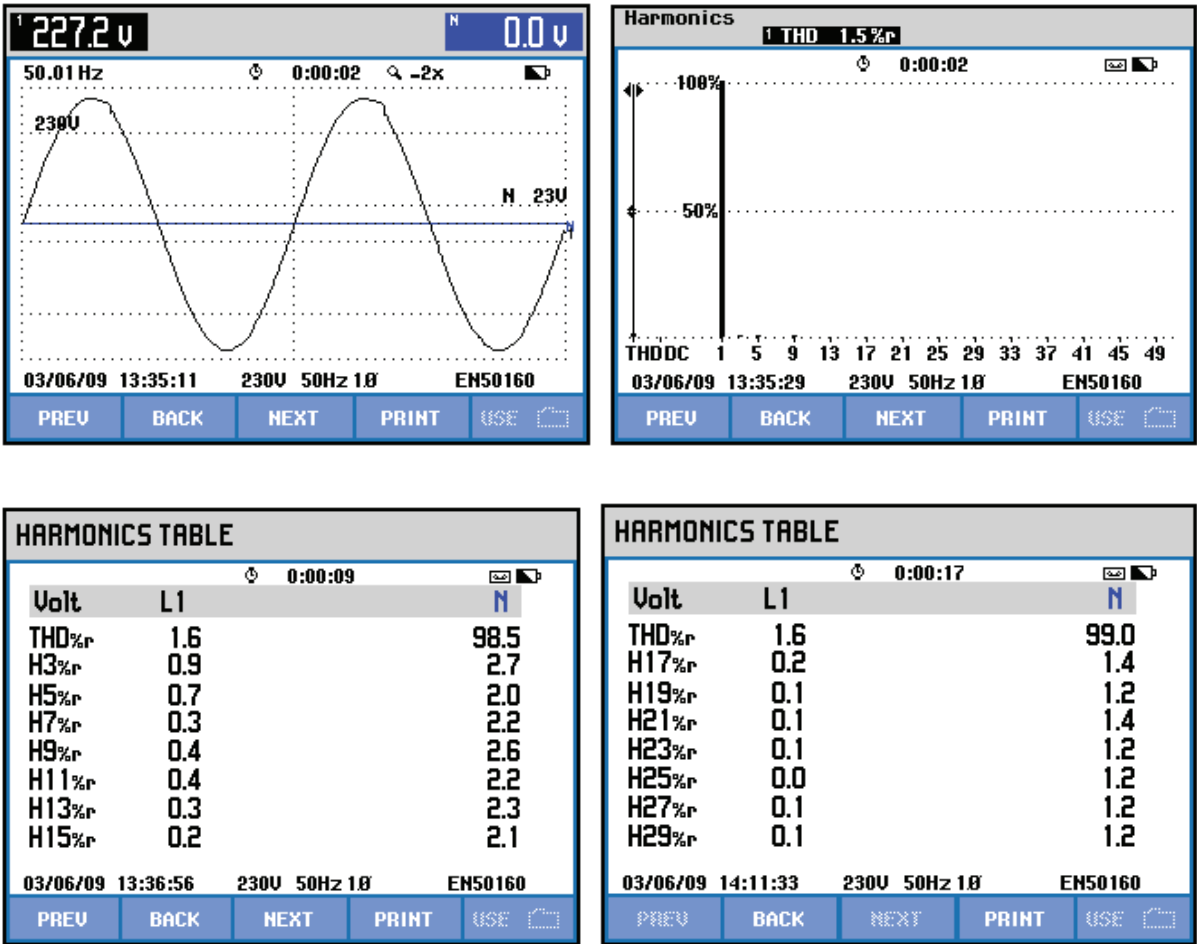 1 227.2 V N 0.0 V
50.01 Hz 0:00:02 -2x
230V
N 23V
03/06/09 13:35:11 230V 50Hz 1Ø EN50160
PREV BACK NEXT PRINT USE
Harmonics
1 THD 1.5 %r
0:00:02
100%
50%
THD DC 1 5 9 13 17 21 25 29 33 37 41 45 49
03/06/09 13:35:29 230V 50Hz 1Ø EN50160
PREV BACK NEXT PRINT USE
HARMONICS TABLE
0:00:09
Volt L1 N
THD%r 1.6 98.5
H3%r 0.9 2.7
H5%r 0.7 2.0
H7%r 0.3 2.2
H9%r 0.4 2.6
H11%r 0.4 2.2
H13%r 0.3 2.3
H15%r 0.2 2.1
03/06/09 13:36:56 230V 50Hz 1Ø EN50160
PREV BACK NEXT PRINT USE
HARMONICS TABLE
0:00:17
Volt L1 N
THD%r 1.6 99.0
H17%r 0.2 1.4
H19%r 0.1 1.2
H21%r 0.1 1.4
H23%r 0.1 1.2
H25%r 0.0 1.2
H27%r 0.1 1.2
H29%r 0.1 1.2
03/06/09 14:11:33 230V 50Hz 1Ø EN50160
PREV BACK NEXT PRINT USE